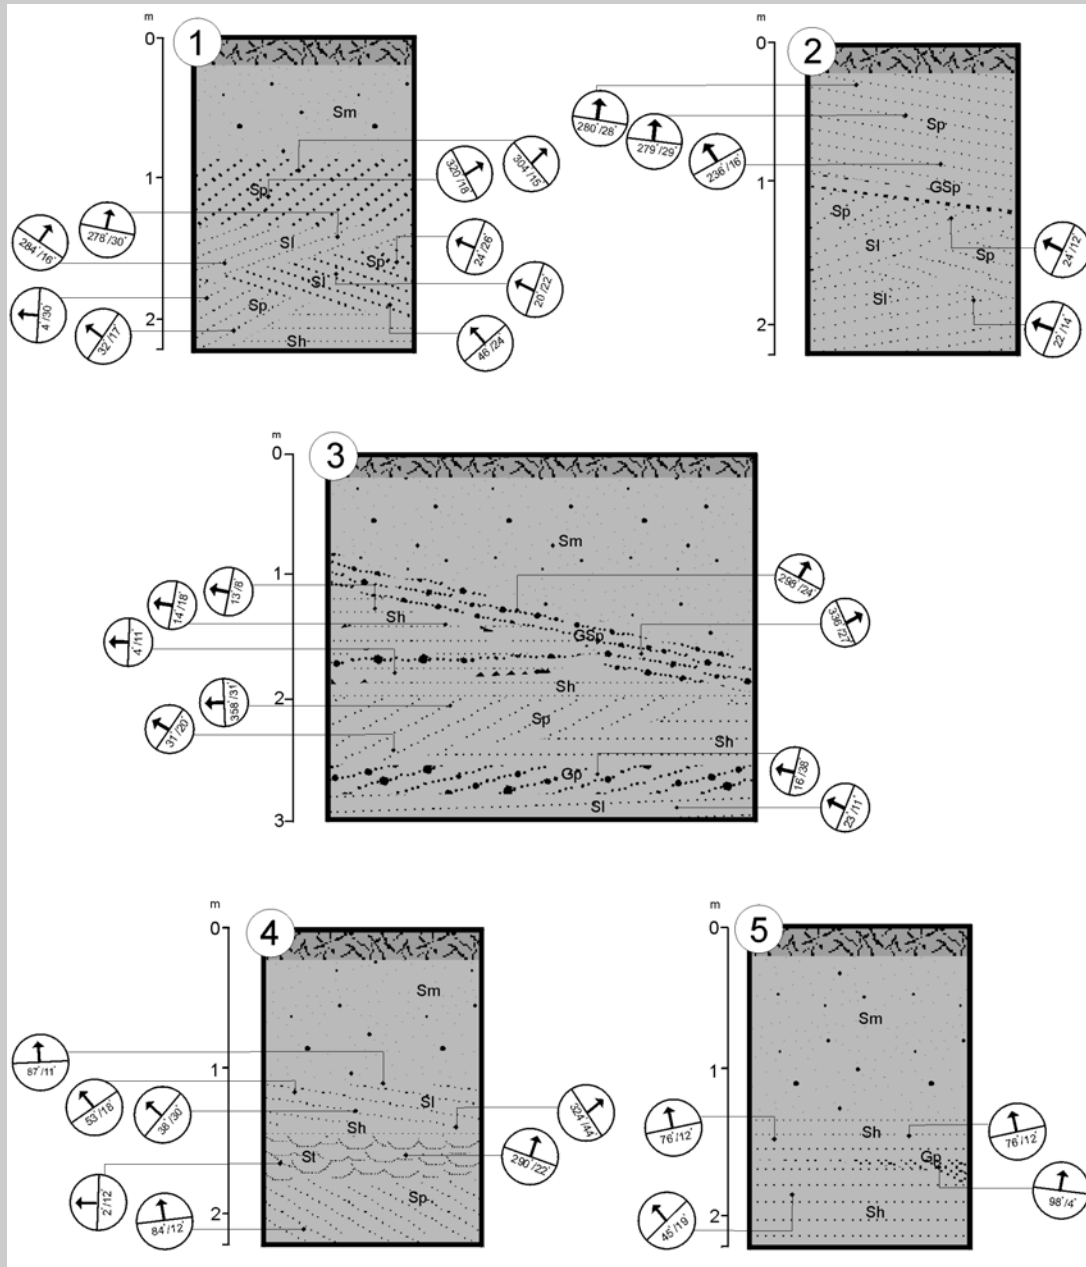 m
0
1
2
1
Sm
Sp
Sl
Sp
Sl
Sp
Sh
320°/18°
304°/15°
284°/16°
278°/30°
24°/26°
20°/22°
4°/30°
32°/17°
46°/24°
m
0
1
2
2
Sp
GSp
Sp
Sl
Sp
Sl
280°/28°
279°/29°
236°/16°
24°/12°
22°/14°
m
0
1
2
3
3
Sm
Sh
GSp
Sh
Sp
Sh
Gp
Sl
14°/18°
13°/8°
4°/11°
358°/31°
31°/20°
298°/24°
336°/27°
16°/38°
23°/11°
m
0
1
2
4
Sm
Sl
Sh
St
Sp
87°/11°
53°/18°
38°/30°
324°/44°
290°/22°
2°/12°
84°/12°
m
0
1
2
5
Sm
Sh
Gp
Sh
76°/12°
76°/12°
98°/4°
45°/19°